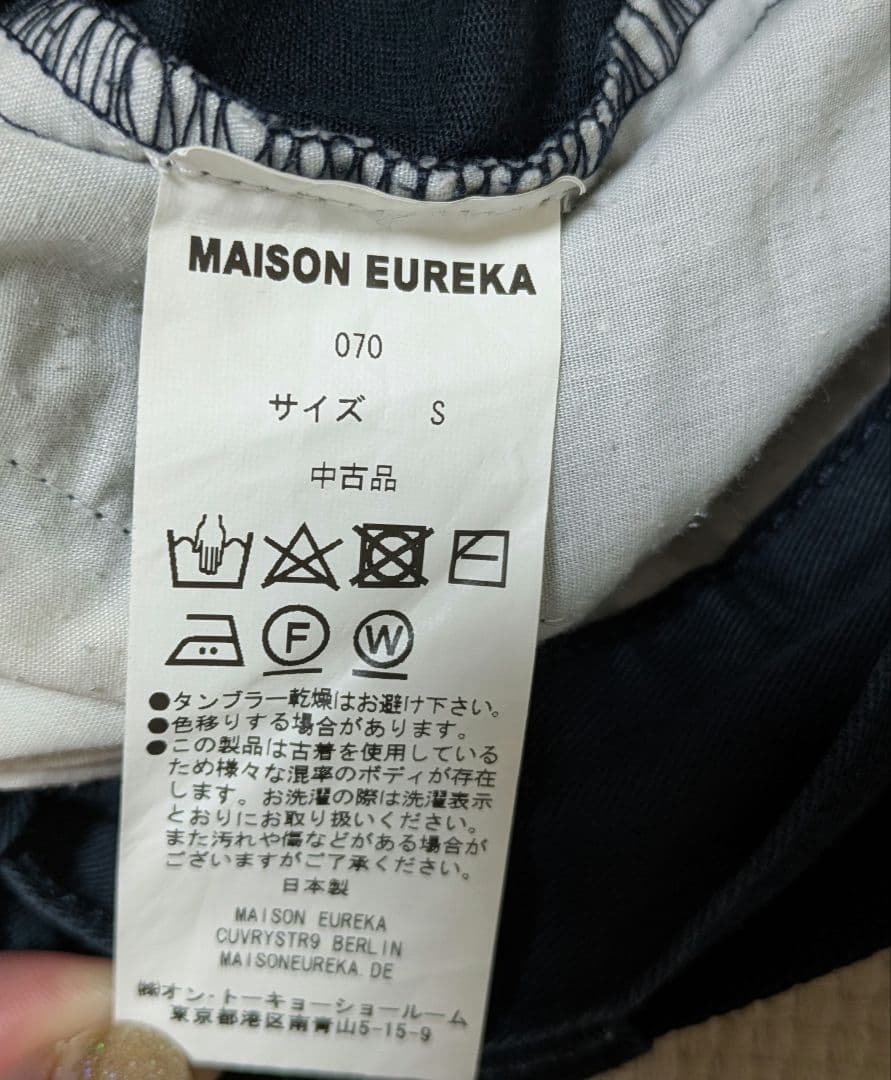 MAISON EUREKA
070
サイズ S
中古品
F W
●タンブラー乾燥はお避け下さい。
●色移りする場合があります。
●この製品は古着を使用している
ため様々な混率のボディが存在
します。お洗濯の際は洗濯表示
とおりにお取り扱いください。
また汚れや傷などがある場合が
ございますがご了承ください。
日本製
MAISON EUREKA
CUVRYSTR9 BERLIN
MAISONEUREKA.DE
㈱オン・トーキョーショールーム
東京都港区南青山5-15-9